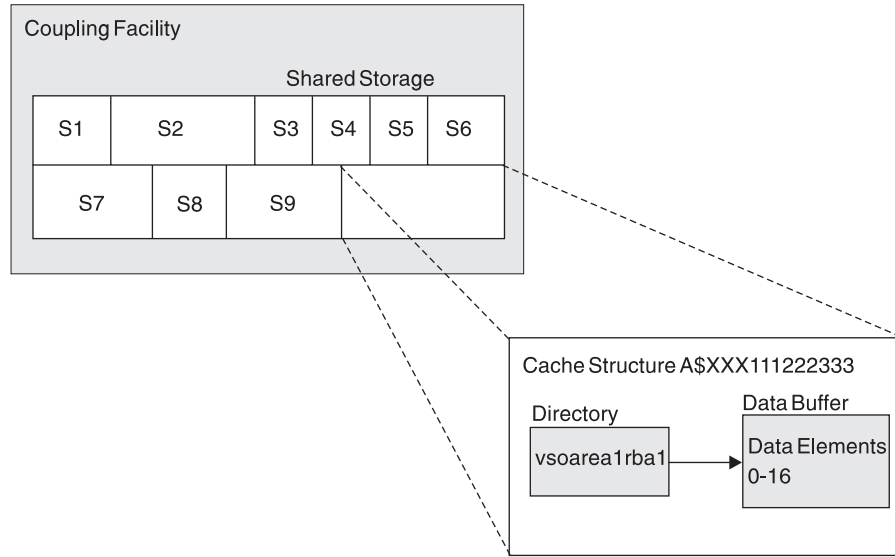 Coupling Facility
Shared Storage
S1 S2 S3 S4 S5 S6
S7 S8 S9
Cache Structure A$XXX111222333
Directory
Data Buffer
vsoarea1rba1
Data Elements
0-16